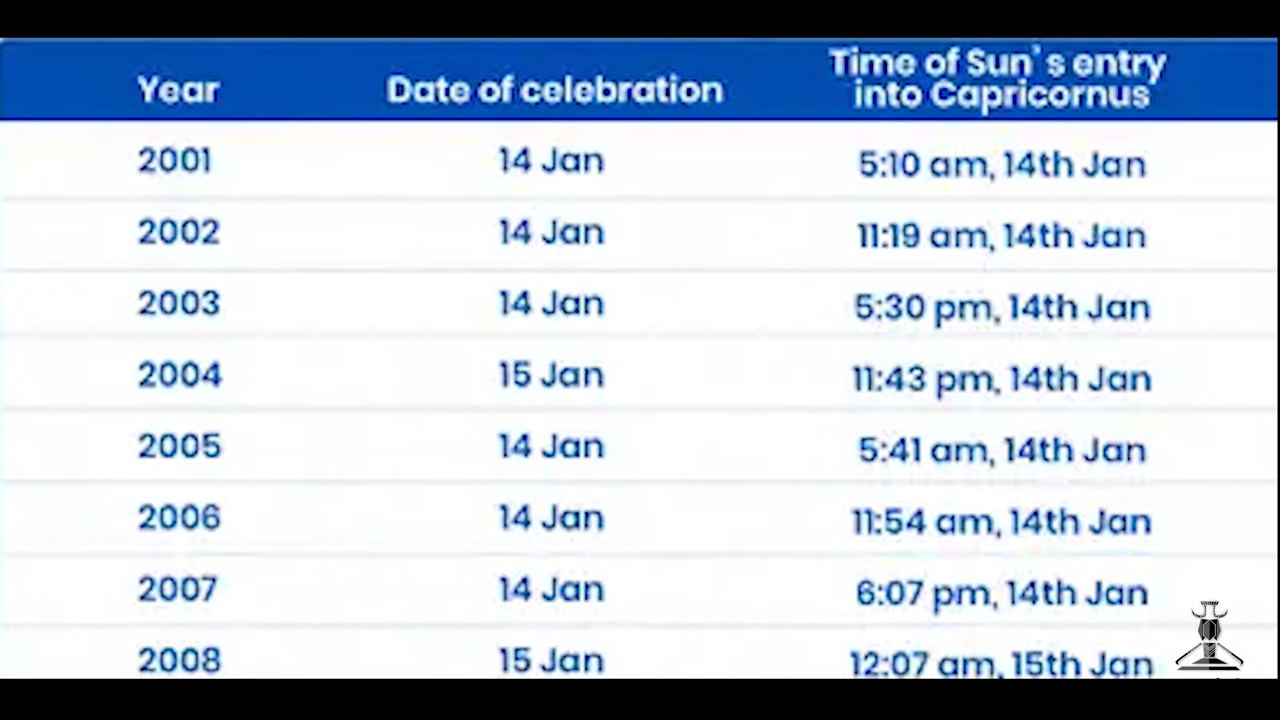 Year Date of celebration Time of Sun's entry
into Capricornus
2001 14 Jan 5:10 am, 14th Jan
2002 14 Jan 11:19 am, 14th Jan
2003 14 Jan 5:30 pm, 14th Jan
2004 15 Jan 11:43 pm, 14th Jan
2005 14 Jan 5:41 am, 14th Jan
2006 14 Jan 11:54 am, 14th Jan
2007 14 Jan 6:07 pm, 14th Jan
2008 15 Jan 12:07 am, 15th Jan